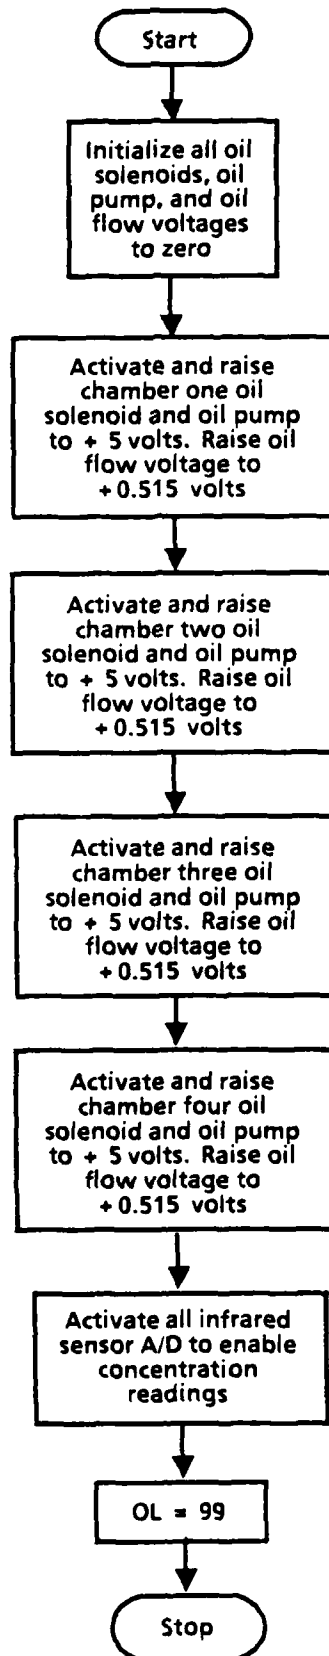 Start
Initialize all oil
solenoids, oil
pump, and oil
flow voltages
to zero
Activate and raise
chamber one oil
solenoid and oil pump
to + 5 volts. Raise oil
flow voltage to
+0.515 volts
Activate and raise
chamber two oil
solenoid and oil pump
to + 5 volts. Raise oil
flow voltage to
+0.515 volts
Activate and raise
chamber three oil
solenoid and oil pump
to + 5 volts. Raise oil
flow voltage to
+0.515 volts
Activate and raise
chamber four oil
solenoid and oil pump
to + 5 volts. Raise oil
flow voltage to
+0.515 volts
Activate all infrared
sensor A/D to enable
concentration
readings
OL = 99
Stop